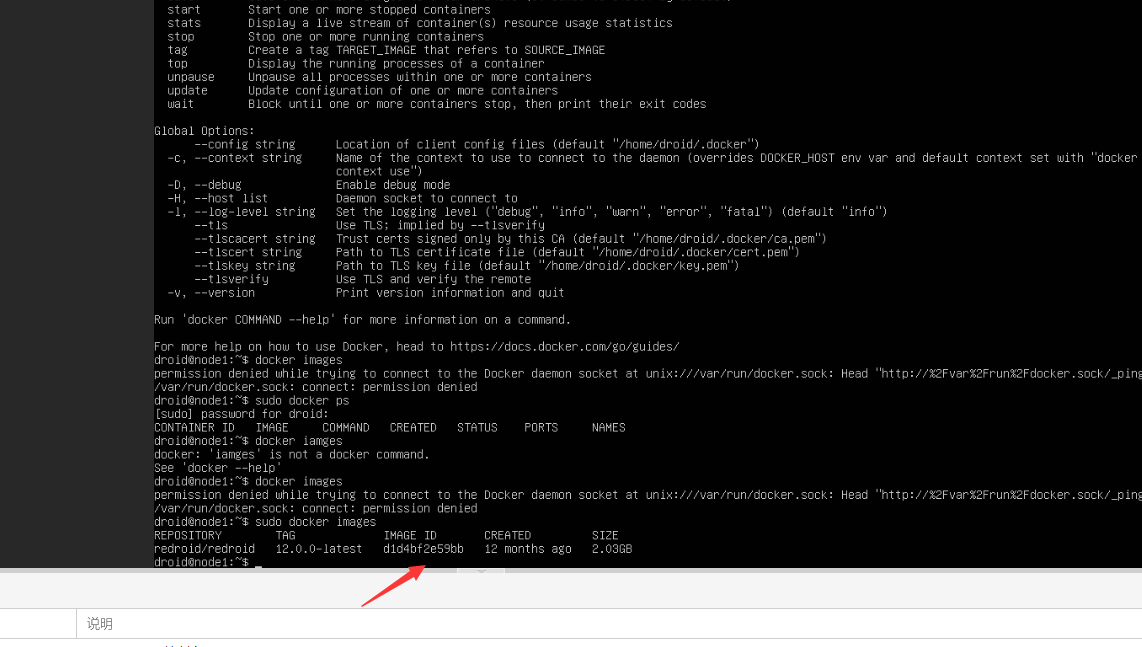 start       Start one or more stopped containers
stats       Display a live stream of container(s) resource usage statistics
stop        Stop one or more running containers
tag         Create a tag TARGET_IMAGE that refers to SOURCE_IMAGE
top         Display the running processes of a container
unpause     Unpause all processes within one or more containers
update      Update configuration of one or more containers
wait        Block until one or more containers stop, then print their exit codes
Global Options:
--config string      Location of client config files (default "/home/droid/.docker")
-c, --context string     Name of the context to use to connect to the daemon (overrides DOCKER_HOST env var and default context set with "docker
context use")
-D, --debug              Enable debug mode
-H, --host list          Daemon socket to connect to
-l, --log-level string   Set the logging level ("debug", "info", "warn", "error", "fatal") (default "info")
--tls                Use TLS; implied by --tlsverify
--tlscacert string   Trust certs signed only by this CA (default "/home/droid/.docker/ca.pem")
--tlscert string     Path to TLS certificate file (default "/home/droid/.docker/cert.pem")
--tlskey string      Path to TLS key file (default "/home/droid/.docker/key.pem")
--tlsverify          Use TLS and verify the remote
-v, --version            Print version information and quit
Run 'docker COMMAND --help' for more information on a command.
For more help on how to use Docker, head to https://docs.docker.com/go/guides/
droid@node1:~$ docker images
permission denied while trying to connect to the Docker daemon socket at unix:///var/run/docker.sock: Head "http://%2Fvar%2Frun%2Fdocker.sock/_ping
/var/run/docker.sock: connect: permission denied
droid@node1:~$ sudo docker ps
[sudo] password for droid:
CONTAINER ID   IMAGE     COMMAND   CREATED   STATUS    PORTS     NAMES
droid@node1:~$ docker iamges
docker: 'iamges' is not a docker command.
See 'docker --help'
droid@node1:~$ docker images
permission denied while trying to connect to the Docker daemon socket at unix:///var/run/docker.sock: Head "http://%2Fvar%2Frun%2Fdocker.sock/_ping
/var/run/docker.sock: connect: permission denied
droid@node1:~$ sudo docker images
REPOSITORY        TAG             IMAGE ID       CREATED         SIZE
redroid/redroid   12.0.0-latest   d1d4bf2e59bb   12 months ago   2.03GB
droid@node1:~$ _
说明